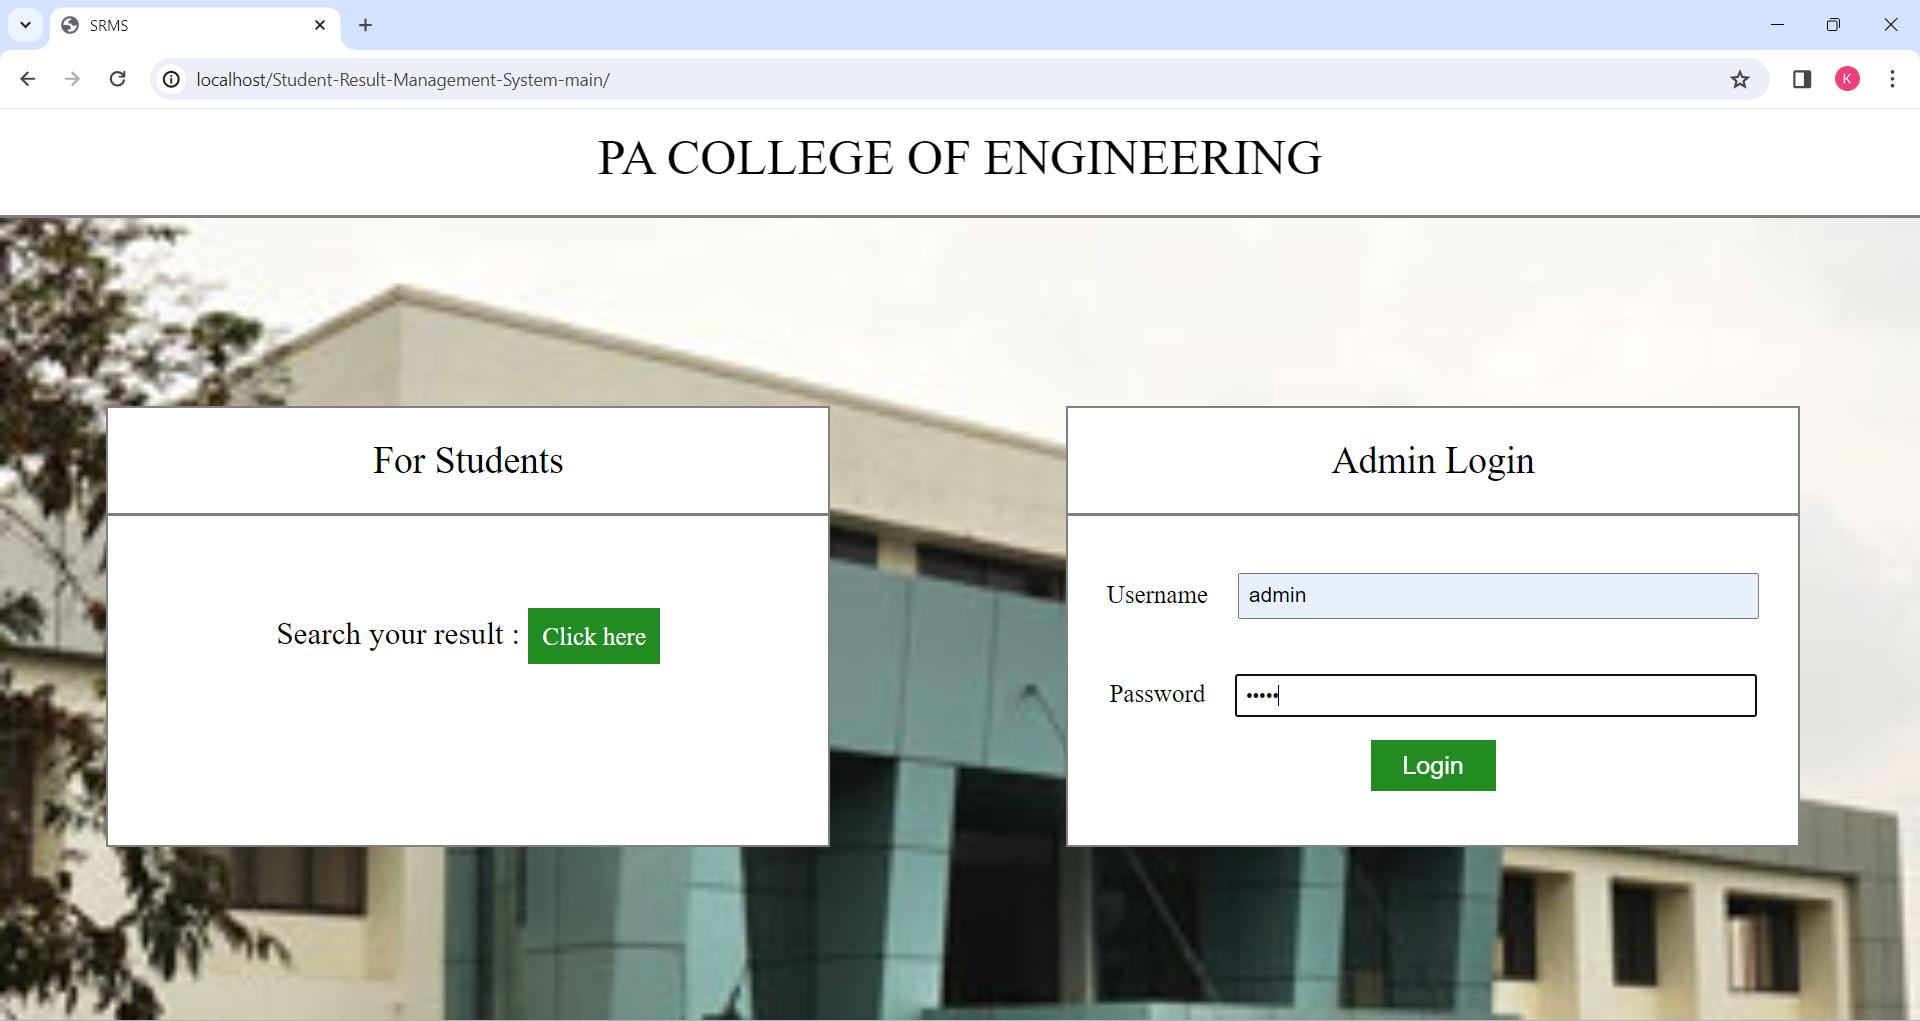 SRMS
localhost/Student-Result-Management-System-main/
K
PA COLLEGE OF ENGINEERING
For Students
Search your result : Click here
Admin Login
Username admin
Password •••••
Login